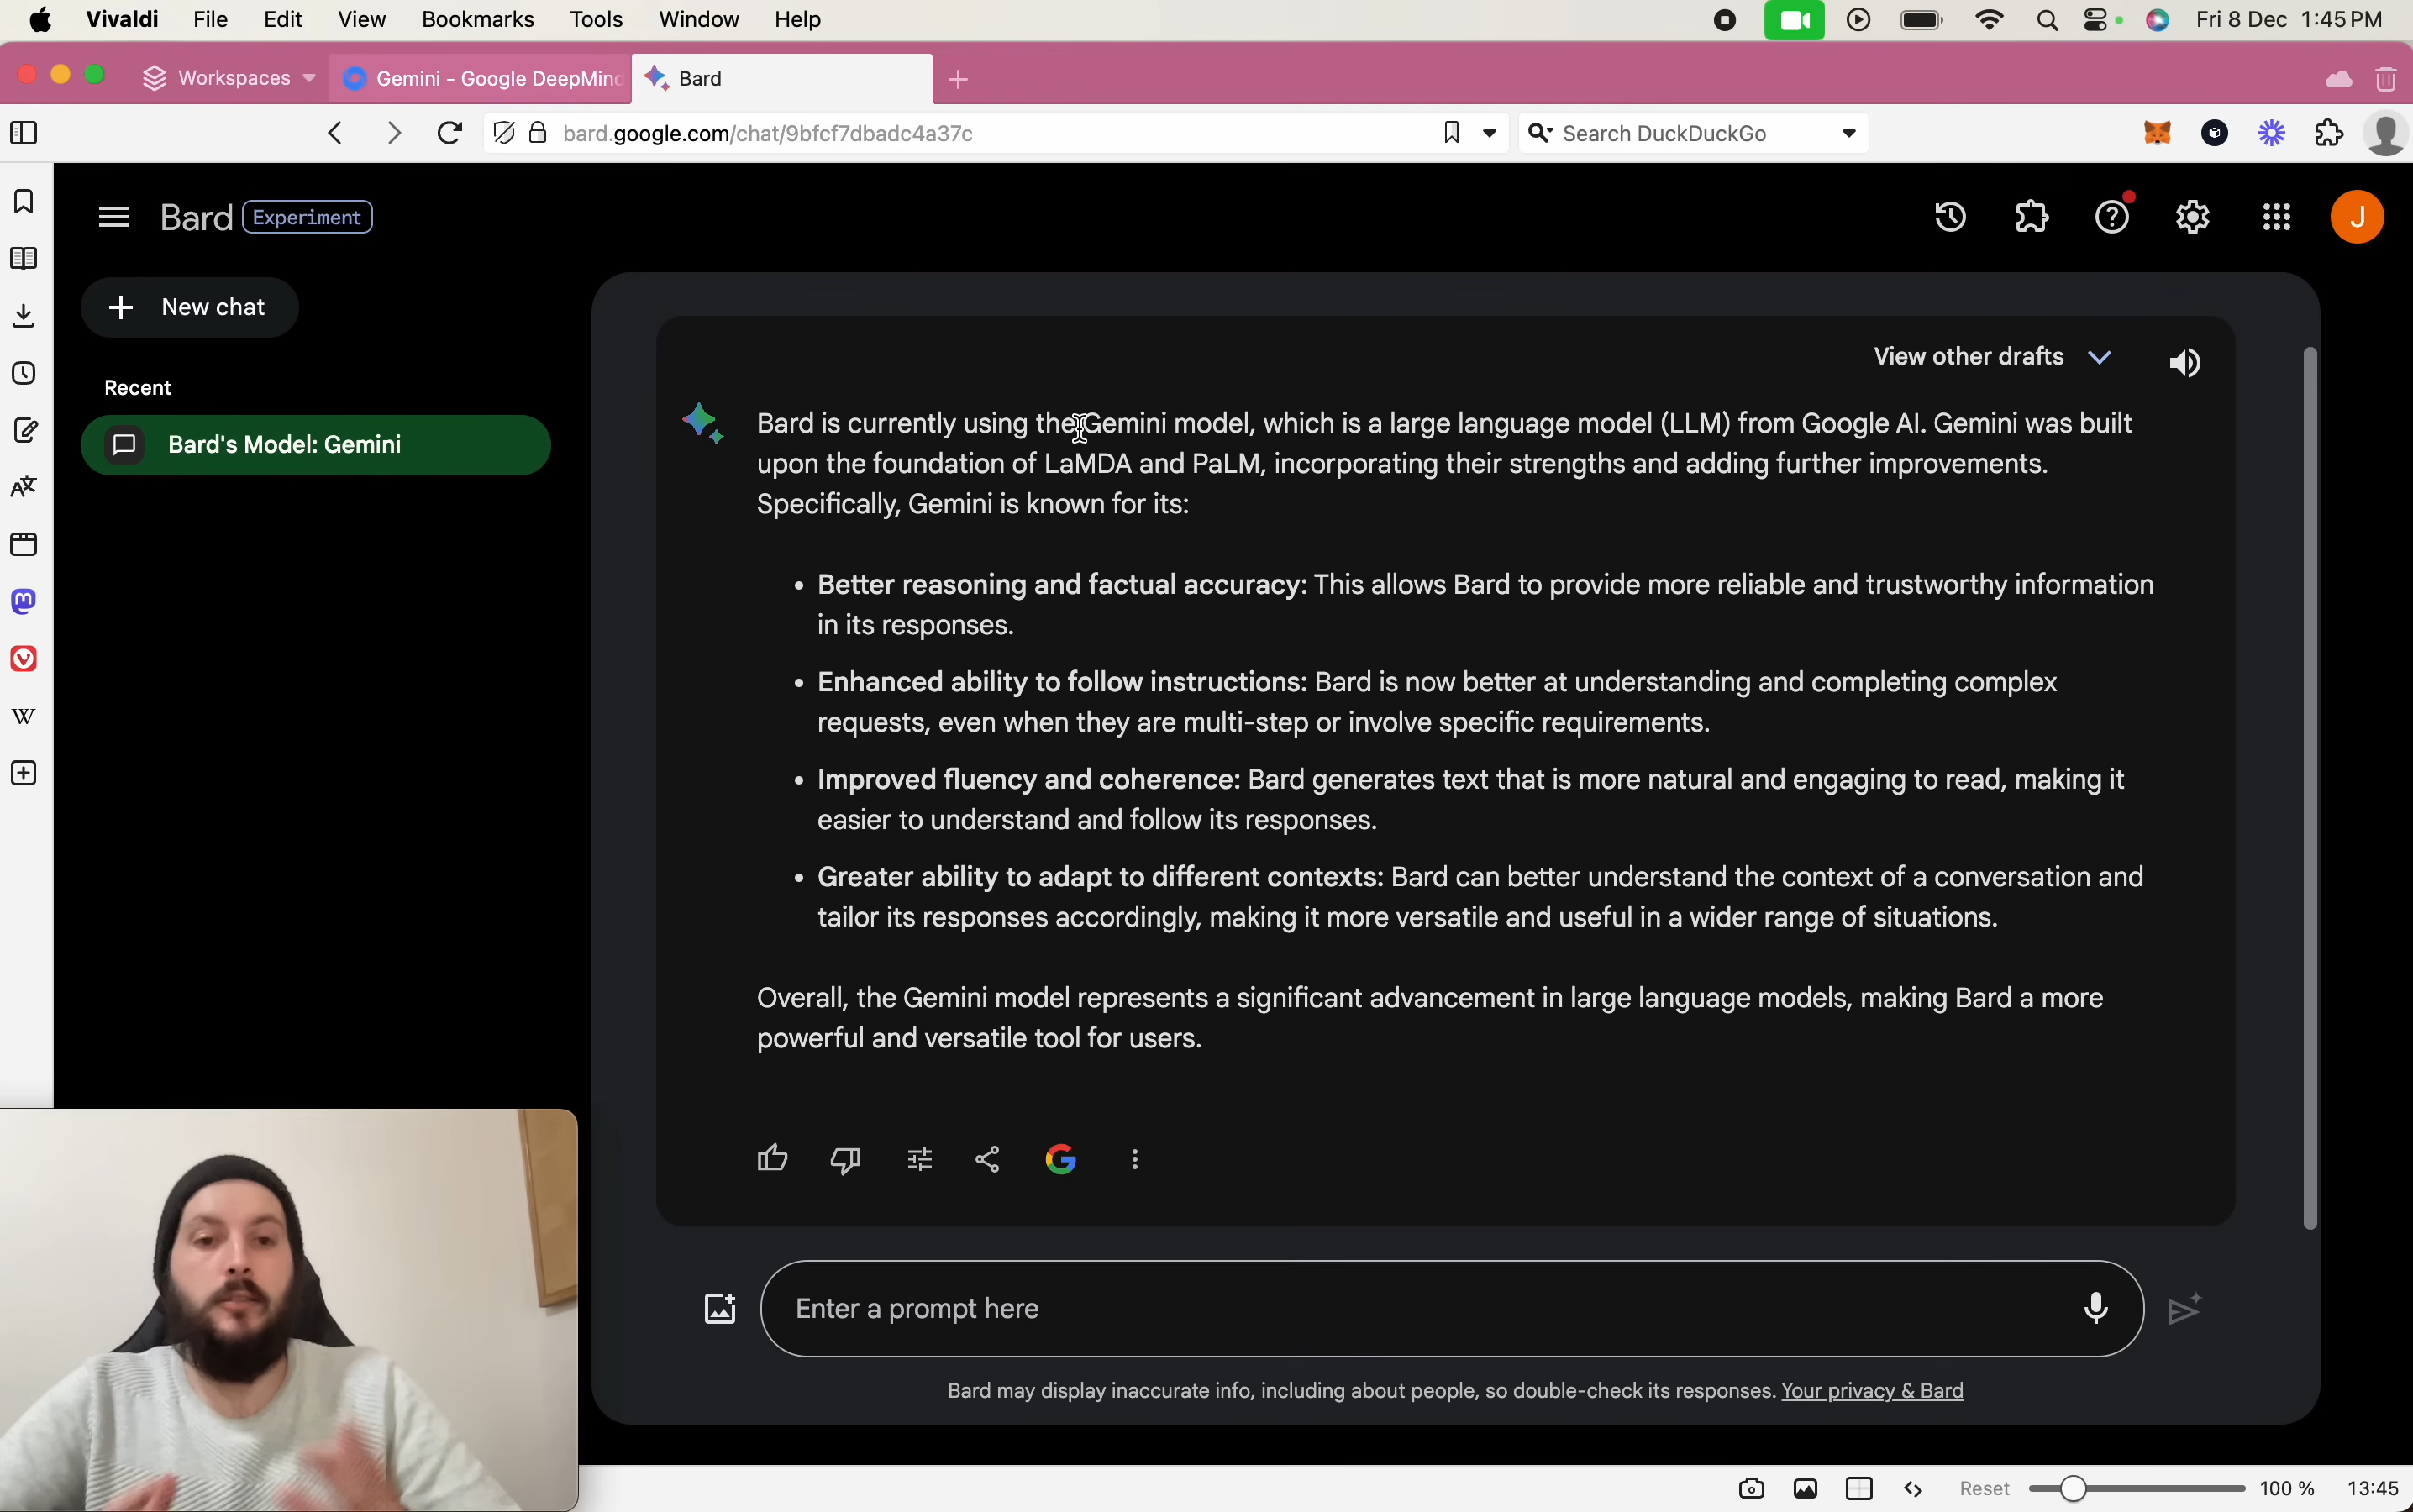 Vivaldi File Edit View Bookmarks Tools Window Help Fri 8 Dec 1:45 PM
Workspaces Gemini - Google DeepMind Bard
bard.google.com/chat/9bfcf7dbadc4a37c Search DuckDuckGo
Bard Experiment J
New chat
Recent
Bard's Model: Gemini
View other drafts
Bard is currently using the Gemini model, which is a large language model (LLM) from Google AI. Gemini was built
upon the foundation of LaMDA and PaLM, incorporating their strengths and adding further improvements.
Specifically, Gemini is known for its:
• Better reasoning and factual accuracy: This allows Bard to provide more reliable and trustworthy information
in its responses.
• Enhanced ability to follow instructions: Bard is now better at understanding and completing complex
requests, even when they are multi-step or involve specific requirements.
• Improved fluency and coherence: Bard generates text that is more natural and engaging to read, making it
easier to understand and follow its responses.
• Greater ability to adapt to different contexts: Bard can better understand the context of a conversation and
tailor its responses accordingly, making it more versatile and useful in a wider range of situations.
Overall, the Gemini model represents a significant advancement in large language models, making Bard a more
powerful and versatile tool for users.
Enter a prompt here
Bard may display inaccurate info, including about people, so double-check its responses. Your privacy & Bard
Reset 100 % 13:45